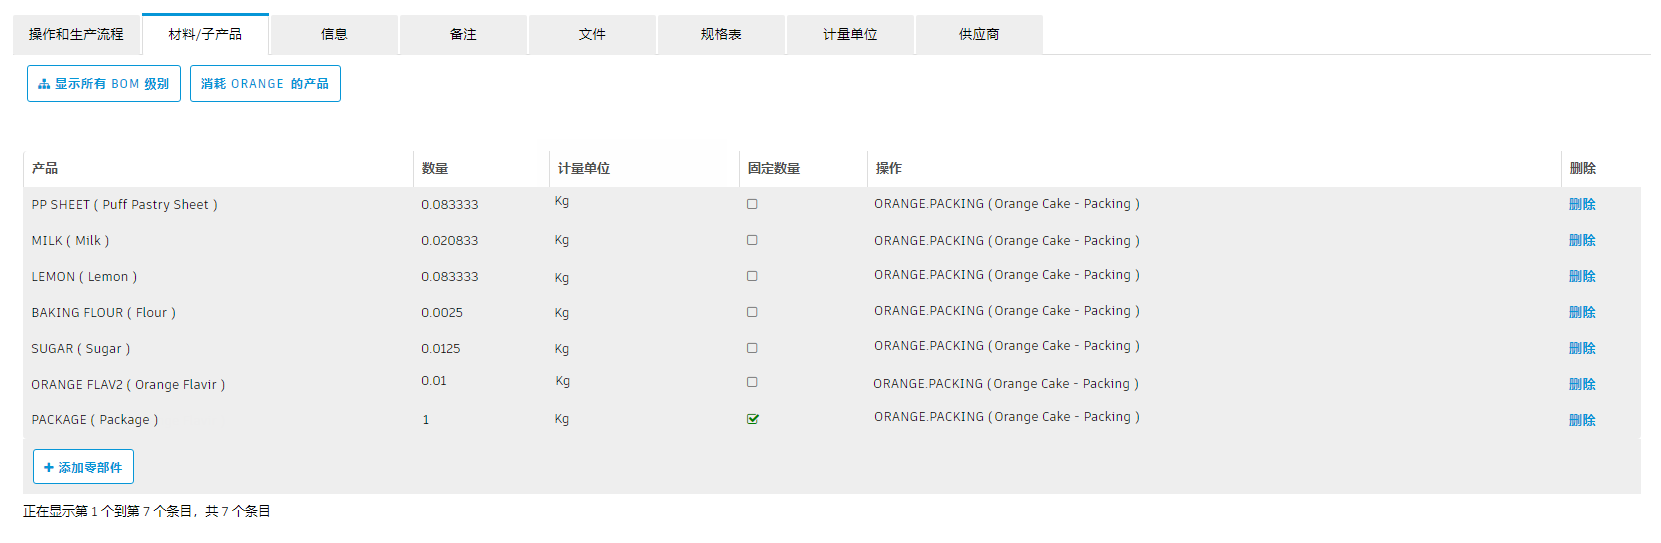 操作和生产流程 材料/子产品 信息 备注 文件 规格表 计量单位 供应商
显示所有 BOM 级别 消耗 ORANGE 的产品
产品 数量 计量单位 固定数量 操作 删除
PP SHEET ( Puff Pastry Sheet ) 0.083333 Kg ORANGE.PACKING ( Orange Cake - Packing ) 删除
MILK ( Milk ) 0.020833 Kg ORANGE.PACKING ( Orange Cake - Packing ) 删除
LEMON ( Lemon ) 0.083333 Kg ORANGE.PACKING ( Orange Cake - Packing ) 删除
BAKING FLOUR ( Flour ) 0.0025 Kg ORANGE.PACKING ( Orange Cake - Packing ) 删除
SUGAR ( Sugar ) 0.0125 Kg ORANGE.PACKING ( Orange Cake - Packing ) 删除
ORANGE FLAV2 ( Orange Flavir ) 0.01 Kg ORANGE.PACKING ( Orange Cake - Packing ) 删除
PACKAGE ( Package ) 1 Kg ORANGE.PACKING ( Orange Cake - Packing ) 删除
添加零部件
正在显示第 1 个到第 7 个条目，共 7 个条目